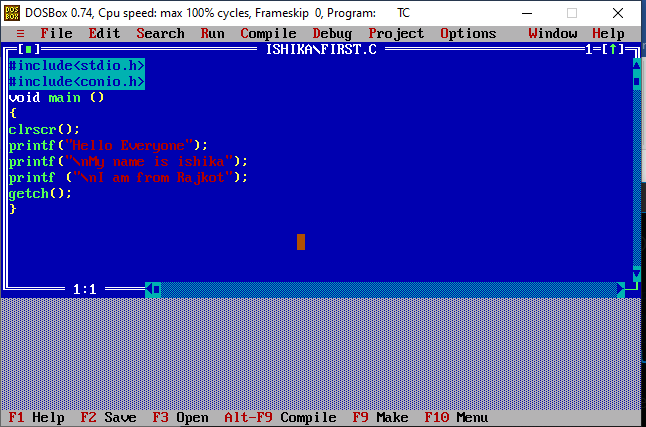 DOSBox 0.74, Cpu speed: max 100% cycles, Frameskip 0, Program: TC
≡ File Edit Search Run Compile Debug Project Options Window Help
[■] ISHIKA\FIRST.C 1=[↑]
#include<stdio.h>
#include<conio.h>
void main ()
{
clrscr();
printf("Hello Everyone");
printf("\nMy name is ishika");
printf ("\nI am from Rajkot");
getch();
}
1:1
F1 Help F2 Save F3 Open Alt-F9 Compile F9 Make F10 Menu